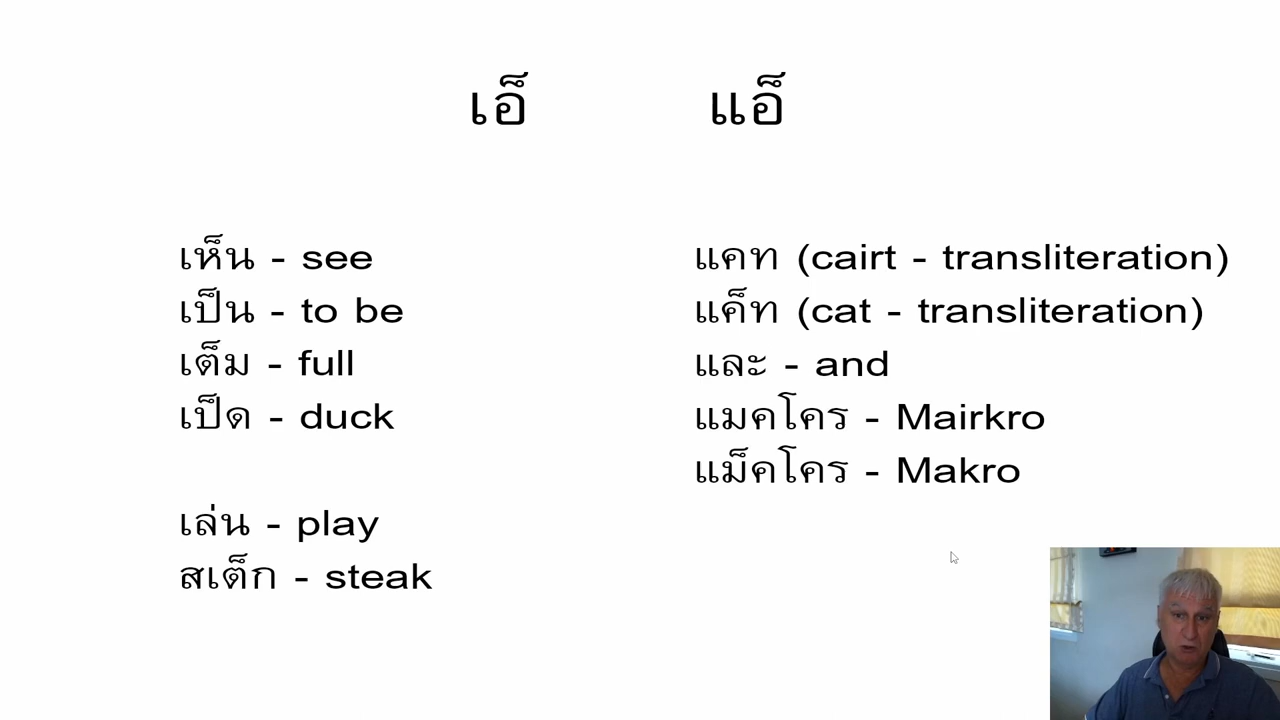 เอ็ แอ็
เห็น - see
เป็น - to be
เต็ม - full
เป็ด - duck
เล่น - play
สเต็ก - steak
แคท (cairt - transliteration)
แค็ท (cat - transliteration)
และ - and
แมคโคร - Mairkro
แม็คโคร - Makro